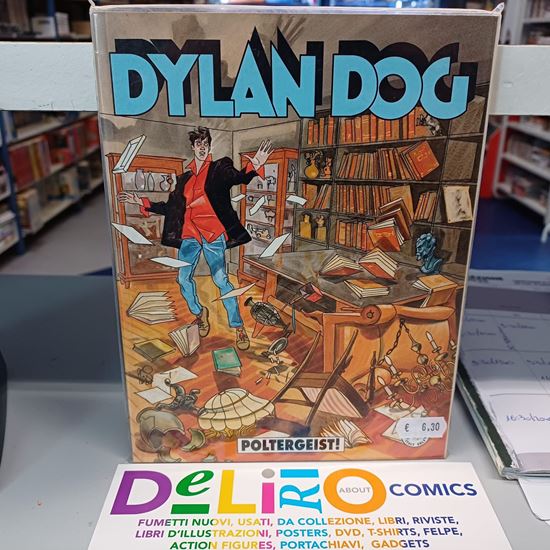 DYLAN DOG
POLTERGEIST!
€ 6.30
DeLiRiO ABOUT COMICS
FUMETTI NUOVI, USATI, DA COLLEZIONE, LIBRI, RIVISTE,
LIBRI D'ILLUSTRAZIONI, POSTERS, DVD, T-SHIRTS, FELPE,
ACTION FIGURES, PORTACHIAVI, GADGETS